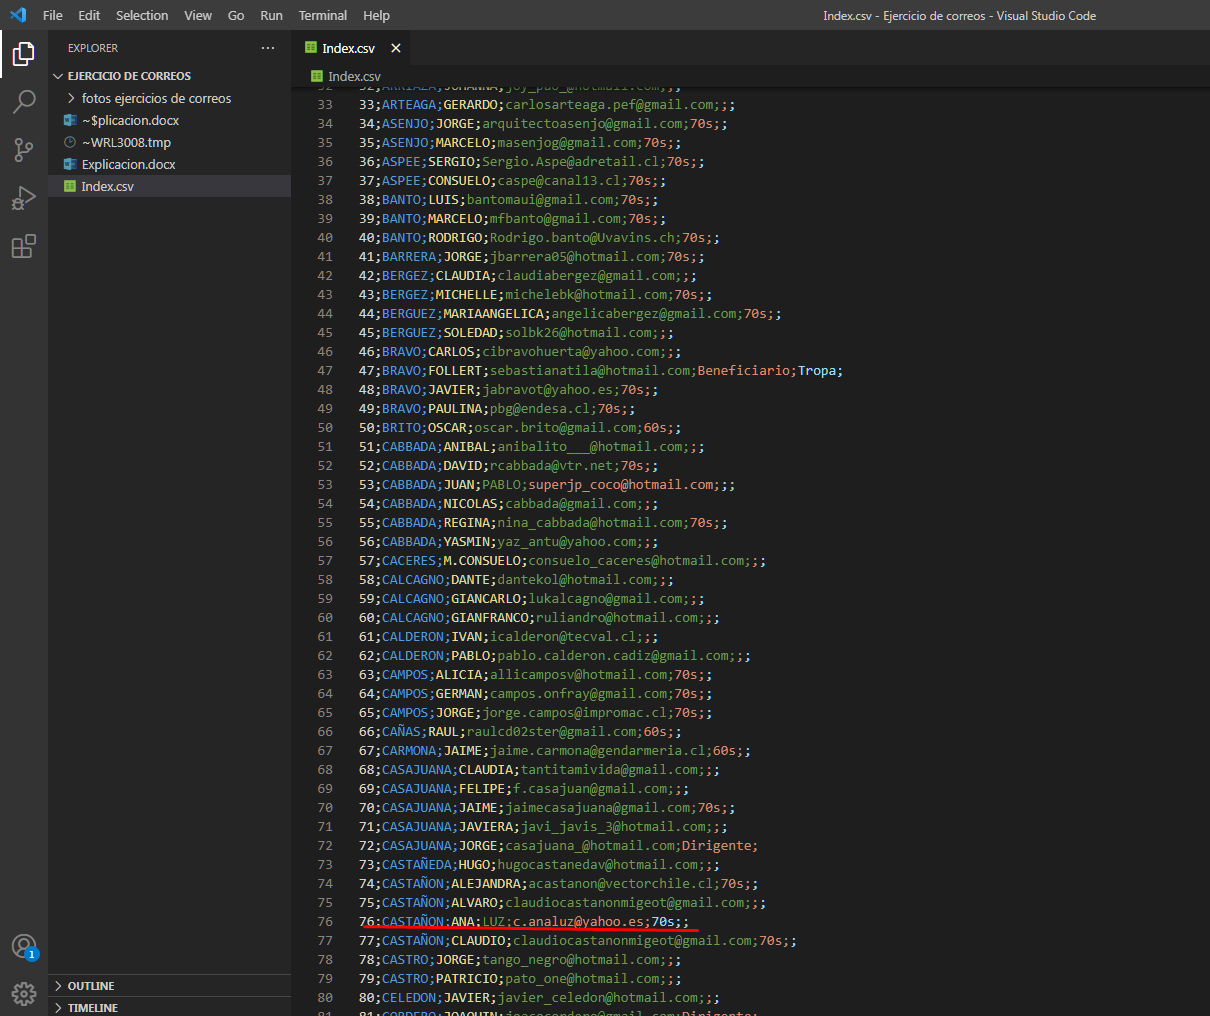 File Edit Selection View Go Run Terminal Help
Index.csv - Ejercicio de correos - Visual Studio Code
EXPLORER
EJERCICIO DE CORREOS
fotos ejercicios de correos
~$plicacion.docx
~WRL3008.tmp
Explicacion.docx
Index.csv
1
OUTLINE
TIMELINE
Index.csv
Index.csv
32 32;ARRIAZA;JOHANNA;joy_pao_@hotmail.com;;;
33 33;ARTEAGA;GERARDO;carlosarteaga.pef@gmail.com;;;
34 34;ASENJO;JORGE;arquitectoasenjo@gmail.com;70s;;
35 35;ASENJO;MARCELO;masenjog@gmail.com;70s;;
36 36;ASPEE;SERGIO;Sergio.Aspe@adretail.cl;70s;;
37 37;ASPEE;CONSUELO;caspe@canal13.cl;70s;;
38 38;BANTO;LUIS;bantomaui@gmail.com;70s;;
39 39;BANTO;MARCELO;mfbanto@gmail.com;70s;;
40 40;BANTO;RODRIGO;Rodrigo.banto@Uvavins.ch;70s;;
41 41;BARRERA;JORGE;jbarrera05@hotmail.com;70s;;
42 42;BERGEZ;CLAUDIA;claudiabergez@gmail.com;;;
43 43;BERGEZ;MICHELLE;michelebk@hotmail.com;70s;;
44 44;BERGUEZ;MARIAANGELICA;angelicabergez@gmail.com;70s;;
45 45;BERGUEZ;SOLEDAD;solbk26@hotmail.com;;;
46 46;BRAVO;CARLOS;cibravohuerta@yahoo.com;;;
47 47;BRAVO;FOLLERT;sebastianatila@hotmail.com;Beneficiario;Tropa;
48 48;BRAVO;JAVIER;jabravot@yahoo.es;70s;;
49 49;BRAVO;PAULINA;pbg@endesa.cl;70s;;
50 50;BRITO;OSCAR;oscar.brito@gmail.com;60s;;
51 51;CABBADA;ANIBAL;anibalito___@hotmail.com;;;
52 52;CABBADA;DAVID;rcabbada@vtr.net;70s;;
53 53;CABBADA;JUAN;PABLO;superjp_coco@hotmail.com;;;
54 54;CABBADA;NICOLAS;cabbada@gmail.com;;;
55 55;CABBADA;REGINA;nina_cabbada@hotmail.com;70s;;
56 56;CABBADA;YASMIN;yaz_antu@yahoo.com;;;
57 57;CACERES;M.CONSUELO;consuelo_caceres@hotmail.com;;;
58 58;CALCAGNO;DANTE;dantekol@hotmail.com;;;
59 59;CALCAGNO;GIANCARLO;lukalcagno@gmail.com;;;
60 60;CALCAGNO;GIANFRANCO;ruliandro@hotmail.com;;;
61 61;CALDERON;IVAN;icalderon@tecval.cl;;;
62 62;CALDERON;PABLO;pablo.calderon.cadiz@gmail.com;;;
63 63;CAMPOS;ALICIA;allicamposv@hotmail.com;70s;;
64 64;CAMPOS;GERMAN;campos.onfray@gmail.com;70s;;
65 65;CAMPOS;JORGE;jorge.campos@impromac.cl;70s;;
66 66;CAÑAS;RAUL;raulcd02ster@gmail.com;60s;;
67 67;CARMONA;JAIME;jaime.carmona@gendarmeria.cl;60s;;
68 68;CASAJUANA;CLAUDIA;tantitamivida@gmail.com;;;
69 69;CASAJUANA;FELIPE;f.casajuan@gmail.com;;;
70 70;CASAJUANA;JAIME;jaimecasajuana@gmail.com;70s;;
71 71;CASAJUANA;JAVIERA;javi_javis_3@hotmail.com;;;
72 72;CASAJUANA;JORGE;casajuana_@hotmail.com;Dirigente;
73 73;CASTAÑEDA;HUGO;hugocastanedav@hotmail.com;;;
74 74;CASTAÑON;ALEJANDRA;acastanon@vectorchile.cl;70s;;
75 75;CASTAÑON;ALVARO;claudiocastanonmigeot@gmail.com;;;
76 76;CASTAÑON;ANA;LUZ;c.analuz@yahoo.es;70s;;
77 77;CASTAÑON;CLAUDIO;claudiocastanonmigeot@gmail.com;70s;;
78 78;CASTRO;JORGE;tango_negro@hotmail.com;;;
79 79;CASTRO;PATRICIO;pato_one@hotmail.com;;;
80 80;CELEDON;JAVIER;javier_celedon@hotmail.com;;;